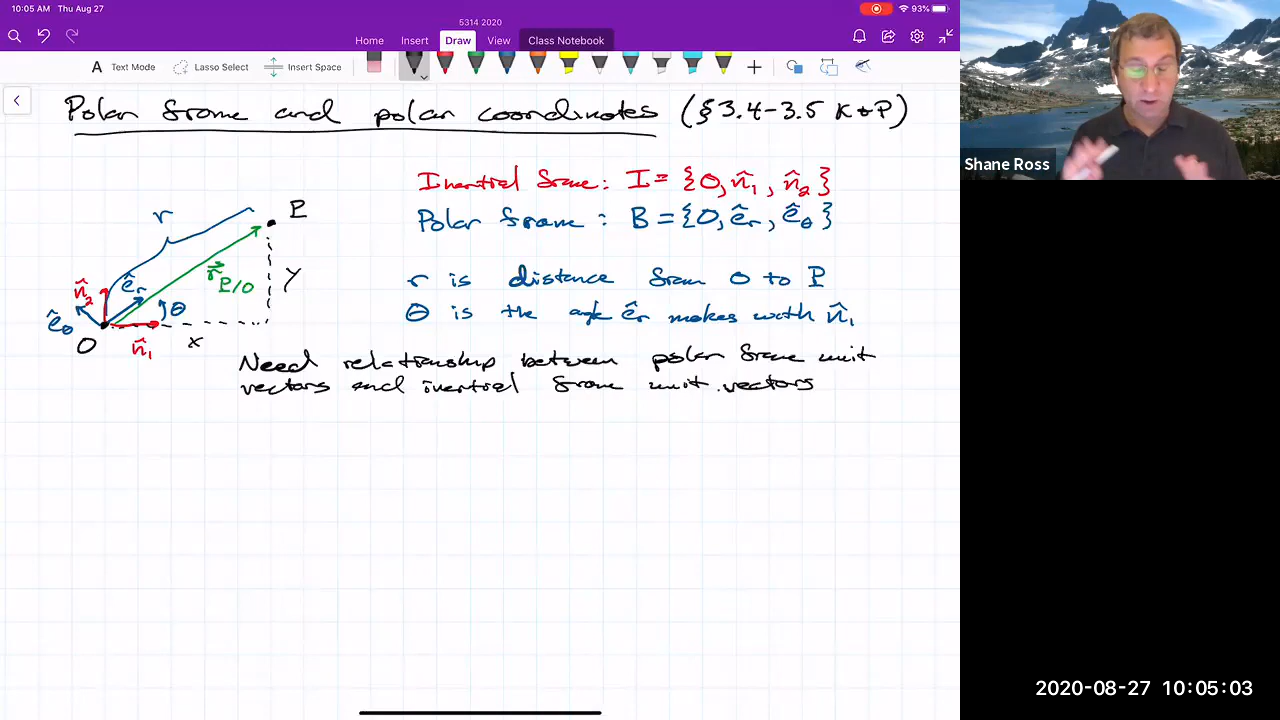 10:05 AM Thu Aug 27
93%
5314 2020
Home Insert Draw View Class Notebook
A Text Mode Lasso Select Insert Space
Polar frame and polar coordinates (§3.4-3.5 K+P)
Inertial frame: I = {O, n̂₁, n̂₂}
Polar frame: B = {O, êᵣ, ê_θ}
r
P
r is distance from O to P
θ is the angle êᵣ makes with n̂₁
n̂₂
êᵣ
r⃗_P/O
y
θ
ê_θ
O
n̂₁
x
Need relationship between polar frame unit
vectors and inertial frame unit vectors
Shane Ross
2020-08-27 10:05:03